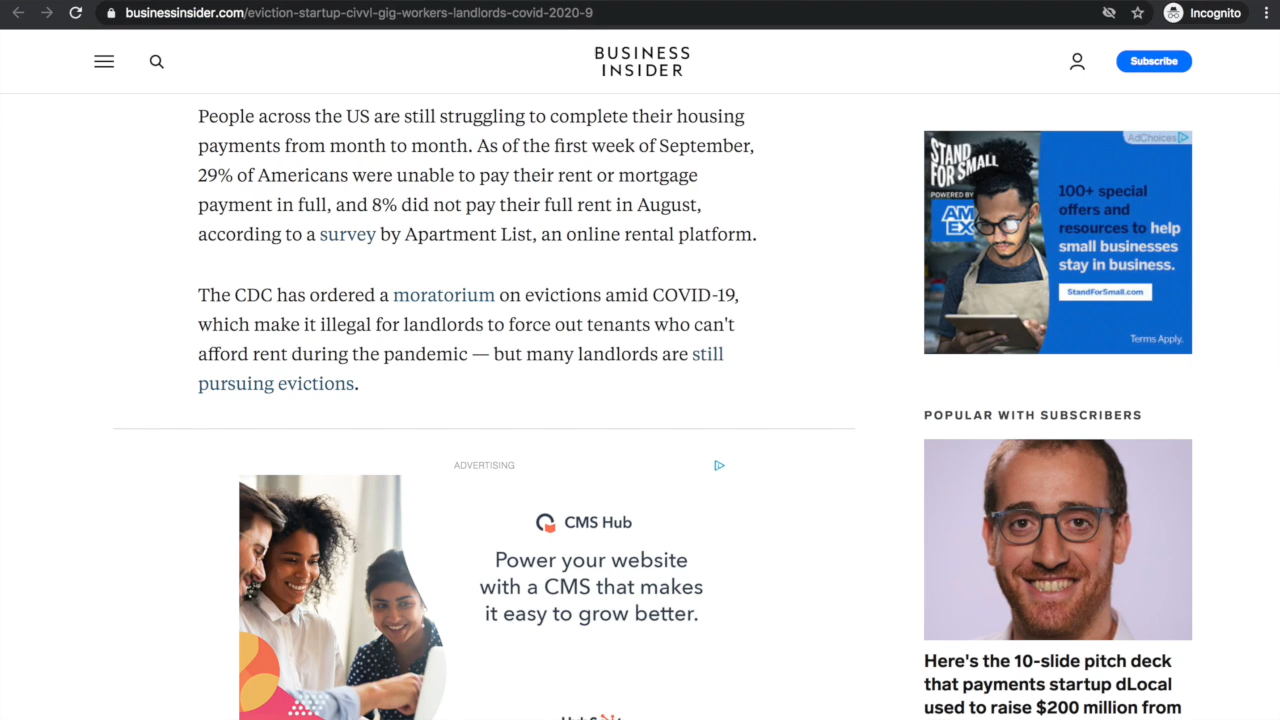 businessinsider.com/eviction-startup-civvl-gig-workers-landlords-covid-2020-9
Incognito
BUSINESS
INSIDER
Subscribe
People across the US are still struggling to complete their housing
payments from month to month. As of the first week of September,
29% of Americans were unable to pay their rent or mortgage
payment in full, and 8% did not pay their full rent in August,
according to a survey by Apartment List, an online rental platform.
The CDC has ordered a moratorium on evictions amid COVID-19,
which make it illegal for landlords to force out tenants who can't
afford rent during the pandemic — but many landlords are still
pursuing evictions.
ADVERTISING
CMS Hub
Power your website
with a CMS that makes
it easy to grow better.
AdChoices
STAND
FOR SMALL
POWERED BY
AM
EX
100+ special
offers and
resources to help
small businesses
stay in business.
StandForSmall.com
Terms Apply.
POPULAR WITH SUBSCRIBERS
Here's the 10-slide pitch deck
that payments startup dLocal
used to raise $200 million from